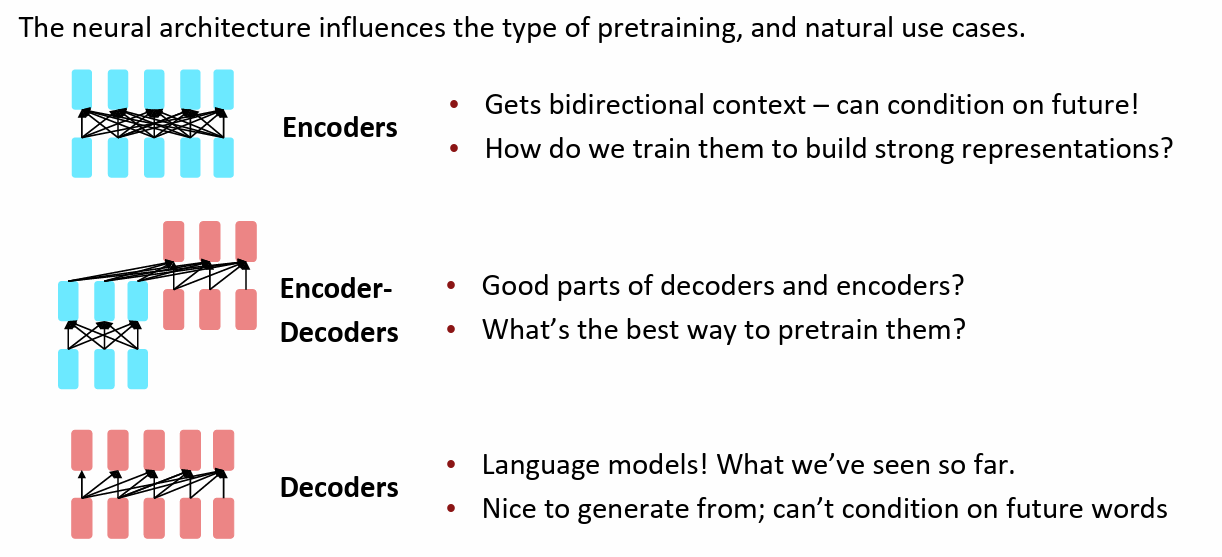 The neural architecture influences the type of pretraining, and natural use cases.
Encoders
• Gets bidirectional context – can condition on future!
• How do we train them to build strong representations?
Encoder-
Decoders
• Good parts of decoders and encoders?
• What's the best way to pretrain them?
Decoders
• Language models! What we've seen so far.
• Nice to generate from; can't condition on future words